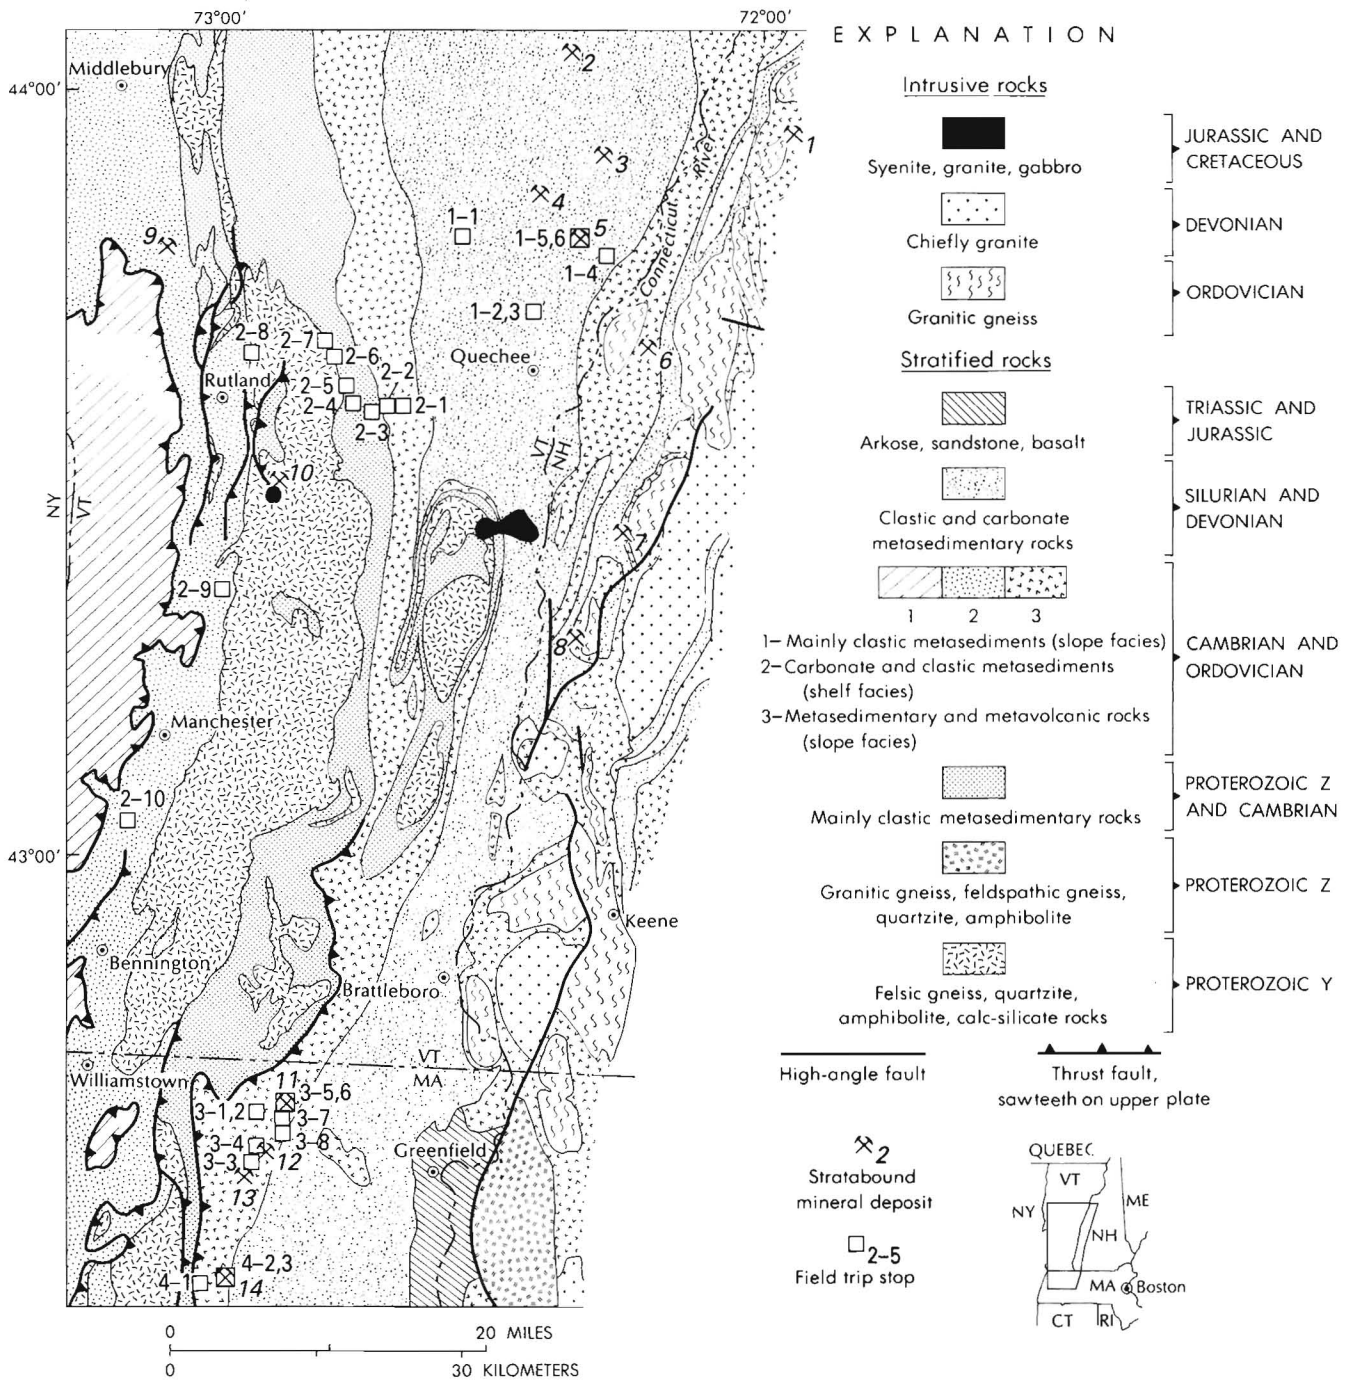 73°00'
72°00'
44°00'
43°00'
Middlebury
2
1
3
4
5
1-1
1-5,6
1-4
1-2,3
Connecticut River
9
2-8
2-7
2-6
2-2
Quechee
6
Rutland
2-5
2-4
2-1
2-3
VT
NH
10
NY
VT
7
2-9
8
Manchester
2-10
Keene
Bennington
Brattleboro
VT
MA
Williamstown
11
3-5,6
3-1,2
3-7
3-4
3-8
3-3
12
13
Greenfield
4-2,3
4-1
14
0 20 MILES
0 30 KILOMETERS
EXPLANATION
Intrusive rocks
Syenite, granite, gabbro
JURASSIC AND
CRETACEOUS
Chiefly granite
DEVONIAN
Granitic gneiss
ORDOVICIAN
Stratified rocks
Arkose, sandstone, basalt
TRIASSIC AND
JURASSIC
Clastic and carbonate
metasedimentary rocks
SILURIAN AND
DEVONIAN
1 2 3
1-Mainly clastic metasediments (slope facies)
2-Carbonate and clastic metasediments
(shelf facies)
3-Metasedimentary and metavolcanic rocks
(slope facies)
CAMBRIAN AND
ORDOVICIAN
Mainly clastic metasedimentary rocks
PROTEROZOIC Z
AND CAMBRIAN
Granitic gneiss, feldspathic gneiss,
quartzite, amphibolite
PROTEROZOIC Z
Felsic gneiss, quartzite,
amphibolite, calc-silicate rocks
PROTEROZOIC Y
High-angle fault
Thrust fault,
sawteeth on upper plate
2
Stratabound
mineral deposit
2-5
Field trip stop
QUEBEC
VT
NY
ME
NH
MA
Boston
CT
RI